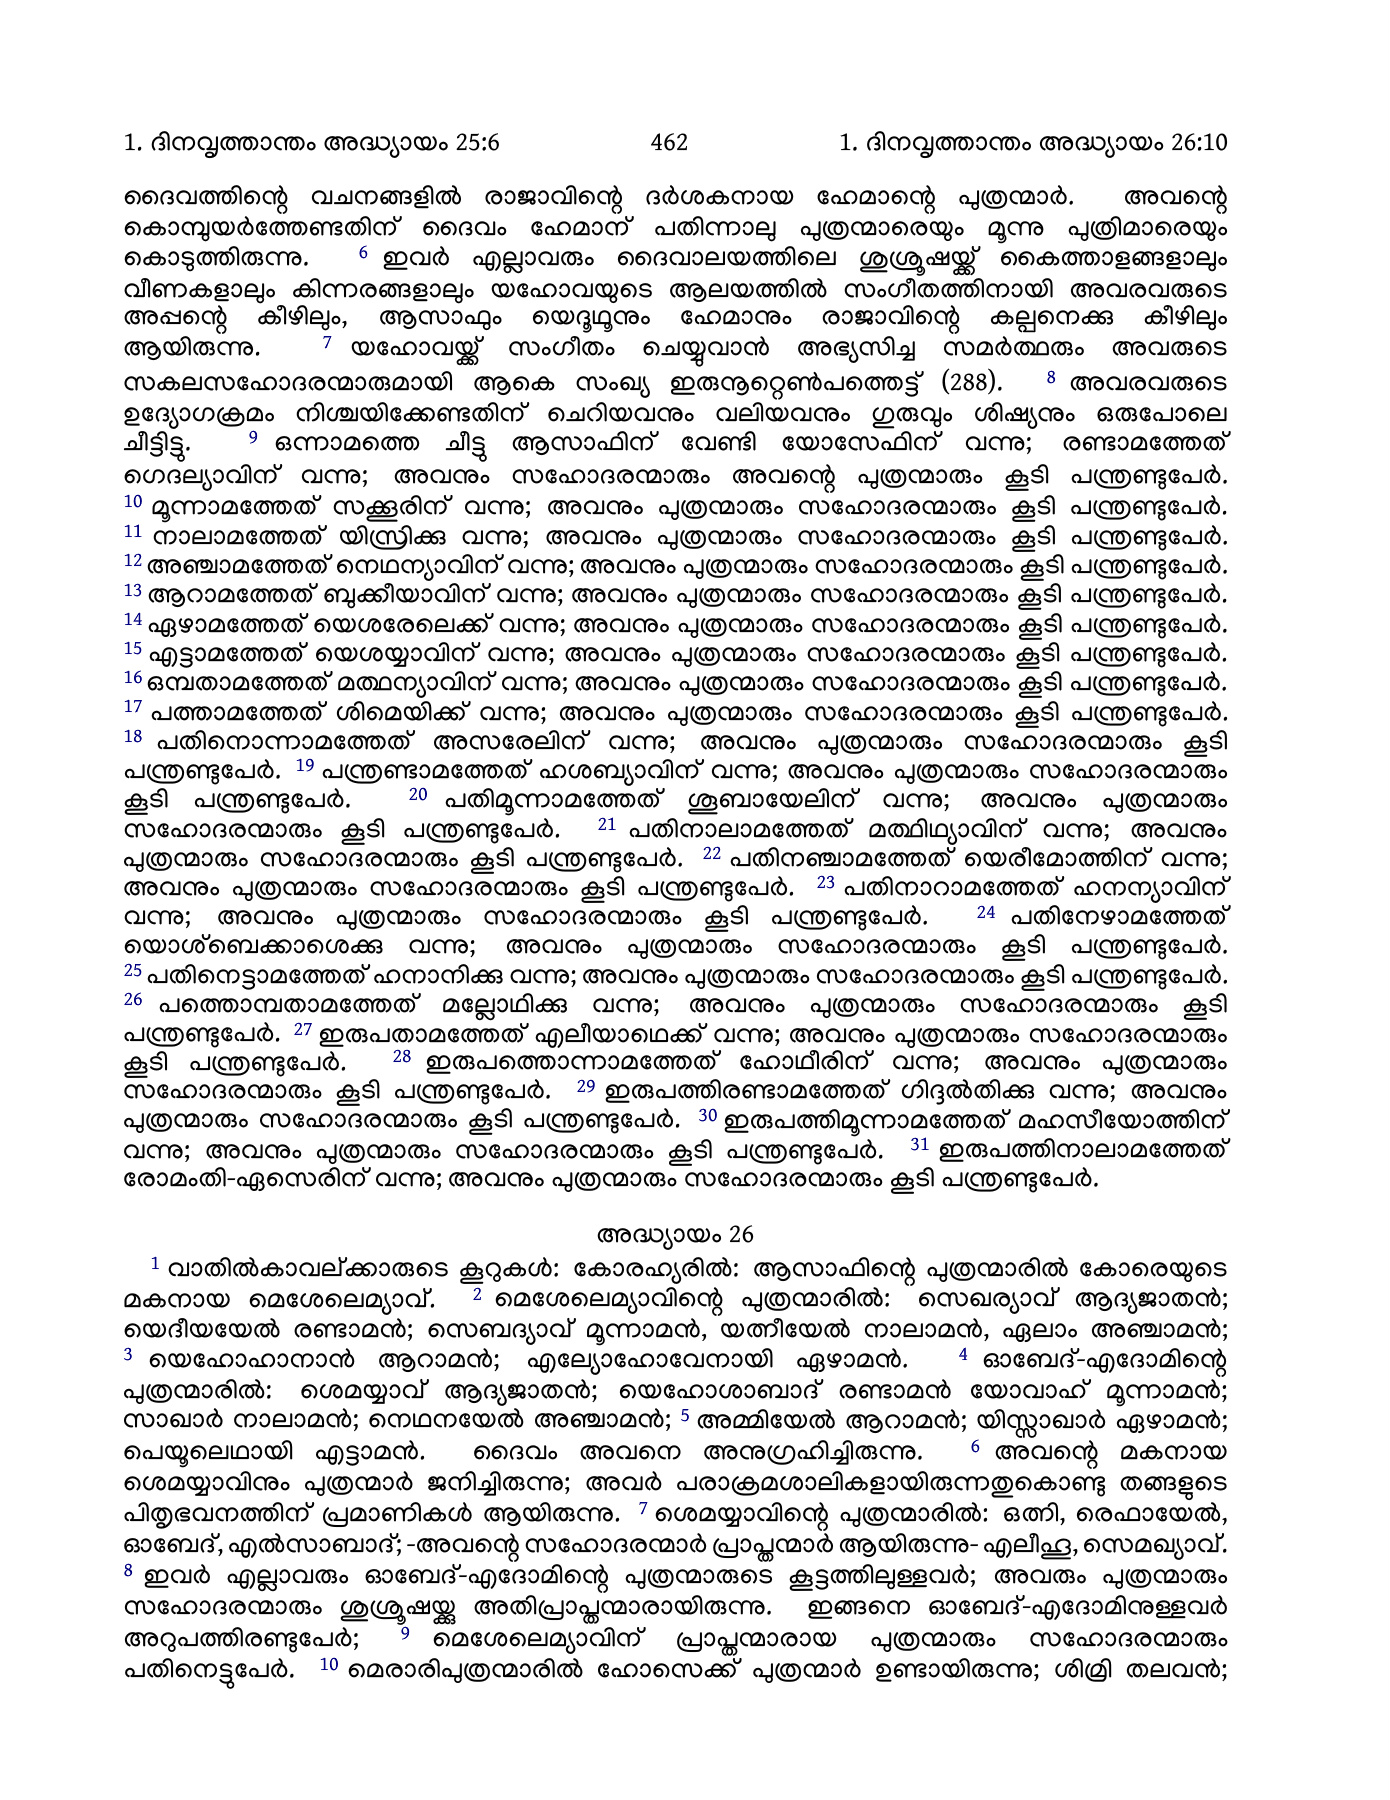 1. ദിനവൃത്താന്തം അദ്ധ്യായം 25:6 462 1. ദിനവൃത്താന്തം അദ്ധ്യായം 26:10
ദൈവത്തിന്റെ വചനങ്ങളിൽ രാജാവിന്റെ ദർശകനായ ഹേമാന്റെ പുത്രന്മാർ. അവന്റെ
കൊമ്പുയർത്തേണ്ടതിന് ദൈവം ഹേമാന് പതിന്നാലു പുത്രന്മാരെയും മൂന്നു പുത്രിമാരെയും
കൊടുത്തിരുന്നു. 6 ഇവർ എല്ലാവരും ദൈവാലയത്തിലെ ശുശ്രൂഷയ്ക്ക് കൈത്താളങ്ങളാലും
വീണകളാലും കിന്നരങ്ങളാലും യഹോവയുടെ ആലയത്തിൽ സംഗീതത്തിനായി അവരവരുടെ
അപ്പന്റെ കീഴിലും, ആസാഫും യെദൂഥൂനും ഹേമാനും രാജാവിന്റെ കല്പനെക്കു കീഴിലും
ആയിരുന്നു. 7 യഹോവയ്ക്ക് സംഗീതം ചെയ്യുവാൻ അഭ്യസിച്ച സമർത്ഥരും അവരുടെ
സകലസഹോദരന്മാരുമായി ആകെ സംഖ്യ ഇരുനൂറ്റെൺപത്തെട്ട് (288). 8 അവരവരുടെ
ഉദ്യോഗക്രമം നിശ്ചയിക്കേണ്ടതിന് ചെറിയവനും വലിയവനും ഗുരുവും ശിഷ്യനും ഒരുപോലെ
ചീട്ടിട്ടു. 9 ഒന്നാമത്തെ ചീട്ടു ആസാഫിന് വേണ്ടി യോസേഫിന് വന്നു; രണ്ടാമത്തേത്
ഗെദല്യാവിന് വന്നു; അവനും സഹോദരന്മാരും അവന്റെ പുത്രന്മാരും കൂടി പന്ത്രണ്ടുപേർ.
10 മൂന്നാമത്തേത് സക്കൂരിന് വന്നു; അവനും പുത്രന്മാരും സഹോദരന്മാരും കൂടി പന്ത്രണ്ടുപേർ.
11 നാലാമത്തേത് യിസ്രിക്കു വന്നു; അവനും പുത്രന്മാരും സഹോദരന്മാരും കൂടി പന്ത്രണ്ടുപേർ.
12 അഞ്ചാമത്തേത് നെഥന്യാവിന് വന്നു; അവനും പുത്രന്മാരും സഹോദരന്മാരും കൂടി പന്ത്രണ്ടുപേർ.
13 ആറാമത്തേത് ബുക്കീയാവിന് വന്നു; അവനും പുത്രന്മാരും സഹോദരന്മാരും കൂടി പന്ത്രണ്ടുപേർ.
14 ഏഴാമത്തേത് യെശരേലെക്ക് വന്നു; അവനും പുത്രന്മാരും സഹോദരന്മാരും കൂടി പന്ത്രണ്ടുപേർ.
15 എട്ടാമത്തേത് യെശയ്യാവിന് വന്നു; അവനും പുത്രന്മാരും സഹോദരന്മാരും കൂടി പന്ത്രണ്ടുപേർ.
16 ഒമ്പതാമത്തേത് മത്ഥന്യാവിന് വന്നു; അവനും പുത്രന്മാരും സഹോദരന്മാരും കൂടി പന്ത്രണ്ടുപേർ.
17 പത്താമത്തേത് ശിമെയിക്ക് വന്നു; അവനും പുത്രന്മാരും സഹോദരന്മാരും കൂടി പന്ത്രണ്ടുപേർ.
18 പതിനൊന്നാമത്തേത് അസരേലിന് വന്നു; അവനും പുത്രന്മാരും സഹോദരന്മാരും കൂടി
പന്ത്രണ്ടുപേർ. 19 പന്ത്രണ്ടാമത്തേത് ഹശബ്യാവിന് വന്നു; അവനും പുത്രന്മാരും സഹോദരന്മാരും
കൂടി പന്ത്രണ്ടുപേർ. 20 പതിമൂന്നാമത്തേത് ശൂബായേലിന് വന്നു; അവനും പുത്രന്മാരും
സഹോദരന്മാരും കൂടി പന്ത്രണ്ടുപേർ. 21 പതിനാലാമത്തേത് മത്ഥിഥ്യാവിന് വന്നു; അവനും
പുത്രന്മാരും സഹോദരന്മാരും കൂടി പന്ത്രണ്ടുപേർ. 22 പതിനഞ്ചാമത്തേത് യെരീമോത്തിന് വന്നു;
അവനും പുത്രന്മാരും സഹോദരന്മാരും കൂടി പന്ത്രണ്ടുപേർ. 23 പതിനാറാമത്തേത് ഹനന്യാവിന്
വന്നു; അവനും പുത്രന്മാരും സഹോദരന്മാരും കൂടി പന്ത്രണ്ടുപേർ. 24 പതിനേഴാമത്തേത്
യൊശ്ബെക്കാശെക്കു വന്നു; അവനും പുത്രന്മാരും സഹോദരന്മാരും കൂടി പന്ത്രണ്ടുപേർ.
25 പതിനെട്ടാമത്തേത് ഹനാനിക്കു വന്നു; അവനും പുത്രന്മാരും സഹോദരന്മാരും കൂടി പന്ത്രണ്ടുപേർ.
26 പത്തൊമ്പതാമത്തേത് മല്ലോഥിക്കു വന്നു; അവനും പുത്രന്മാരും സഹോദരന്മാരും കൂടി
പന്ത്രണ്ടുപേർ. 27 ഇരുപതാമത്തേത് എലീയാഥെക്ക് വന്നു; അവനും പുത്രന്മാരും സഹോദരന്മാരും
കൂടി പന്ത്രണ്ടുപേർ. 28 ഇരുപത്തൊന്നാമത്തേത് ഹോഥീരിന് വന്നു; അവനും പുത്രന്മാരും
സഹോദരന്മാരും കൂടി പന്ത്രണ്ടുപേർ. 29 ഇരുപത്തിരണ്ടാമത്തേത് ഗിദ്ദൽതിക്കു വന്നു; അവനും
പുത്രന്മാരും സഹോദരന്മാരും കൂടി പന്ത്രണ്ടുപേർ. 30 ഇരുപത്തിമൂന്നാമത്തേത് മഹസീയോത്തിന്
വന്നു; അവനും പുത്രന്മാരും സഹോദരന്മാരും കൂടി പന്ത്രണ്ടുപേർ. 31 ഇരുപത്തിനാലാമത്തേത്
രോമംതി-ഏസെരിന് വന്നു; അവനും പുത്രന്മാരും സഹോദരന്മാരും കൂടി പന്ത്രണ്ടുപേർ.
അദ്ധ്യായം 26
1 വാതിൽകാവല്ക്കാരുടെ കൂറുകൾ: കോരഹ്യരിൽ: ആസാഫിന്റെ പുത്രന്മാരിൽ കോരെയുടെ
മകനായ മെശേലെമ്യാവ്. 2 മെശേലെമ്യാവിന്റെ പുത്രന്മാരിൽ: സെഖര്യാവ് ആദ്യജാതൻ;
യെദീയയേൽ രണ്ടാമൻ; സെബദ്യാവ് മൂന്നാമൻ, യത്നീയേൽ നാലാമൻ, ഏലാം അഞ്ചാമൻ;
3 യെഹോഹാനാൻ ആറാമൻ; എല്യോഹോവേനായി ഏഴാമൻ. 4 ഓബേദ്-എദോമിന്റെ
പുത്രന്മാരിൽ: ശെമയ്യാവ് ആദ്യജാതൻ; യെഹോശാബാദ് രണ്ടാമൻ യോവാഹ് മൂന്നാമൻ;
സാഖാർ നാലാമൻ; നെഥനയേൽ അഞ്ചാമൻ; 5 അമ്മിയേൽ ആറാമൻ; യിസ്സാഖാർ ഏഴാമൻ;
പെയൂലെഥായി എട്ടാമൻ. ദൈവം അവനെ അനുഗ്രഹിച്ചിരുന്നു. 6 അവന്റെ മകനായ
ശെമയ്യാവിനും പുത്രന്മാർ ജനിച്ചിരുന്നു; അവർ പരാക്രമശാലികളായിരുന്നതുകൊണ്ടു തങ്ങളുടെ
പിതൃഭവനത്തിന് പ്രമാണികൾ ആയിരുന്നു. 7 ശെമയ്യാവിന്റെ പുത്രന്മാരിൽ: ഒത്നി, രെഫായേൽ,
ഓബേദ്, എൽസാബാദ്; -അവന്റെ സഹോദരന്മാർ പ്രാപ്തന്മാർ ആയിരുന്നു- എലീഹൂ, സെമഖ്യാവ്.
8 ഇവർ എല്ലാവരും ഓബേദ്-എദോമിന്റെ പുത്രന്മാരുടെ കൂട്ടത്തിലുള്ളവർ; അവരും പുത്രന്മാരും
സഹോദരന്മാരും ശുശ്രൂഷയ്ക്കു അതിപ്രാപ്തന്മാരായിരുന്നു. ഇങ്ങനെ ഓബേദ്-എദോമിനുള്ളവർ
അറുപത്തിരണ്ടുപേർ; 9 മെശേലെമ്യാവിന് പ്രാപ്തന്മാരായ പുത്രന്മാരും സഹോദരന്മാരും
പതിനെട്ടുപേർ. 10 മെരാരിപുത്രന്മാരിൽ ഹോസെക്ക് പുത്രന്മാർ ഉണ്ടായിരുന്നു; ശിമ്രി തലവൻ;